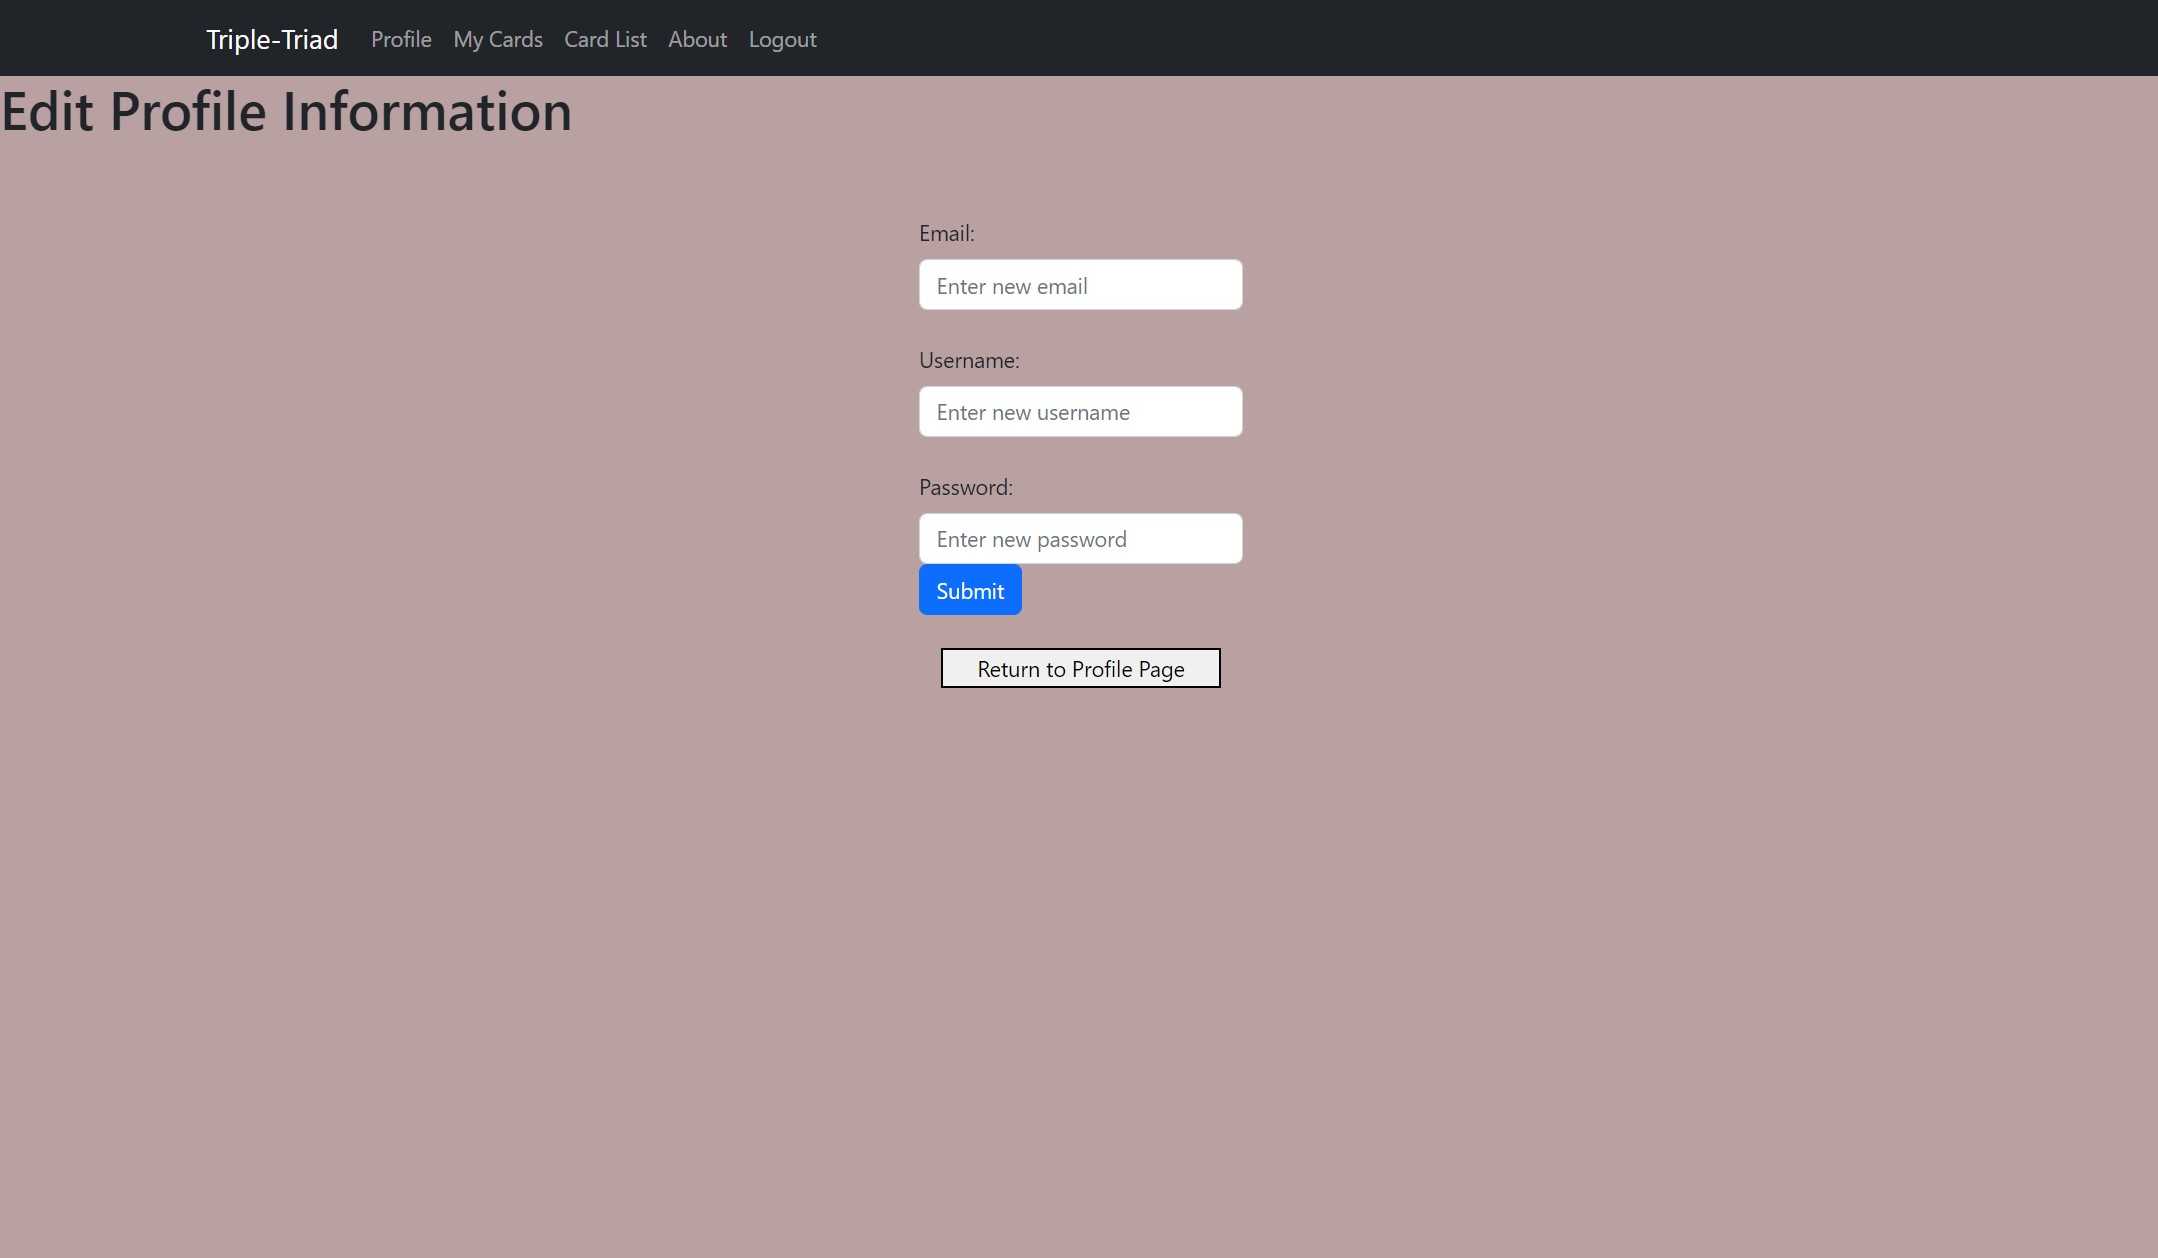 Triple-Triad Profile My Cards Card List About Logout
Edit Profile Information
Email:
Enter new email
Username:
Enter new username
Password:
Enter new password
Submit
Return to Profile Page